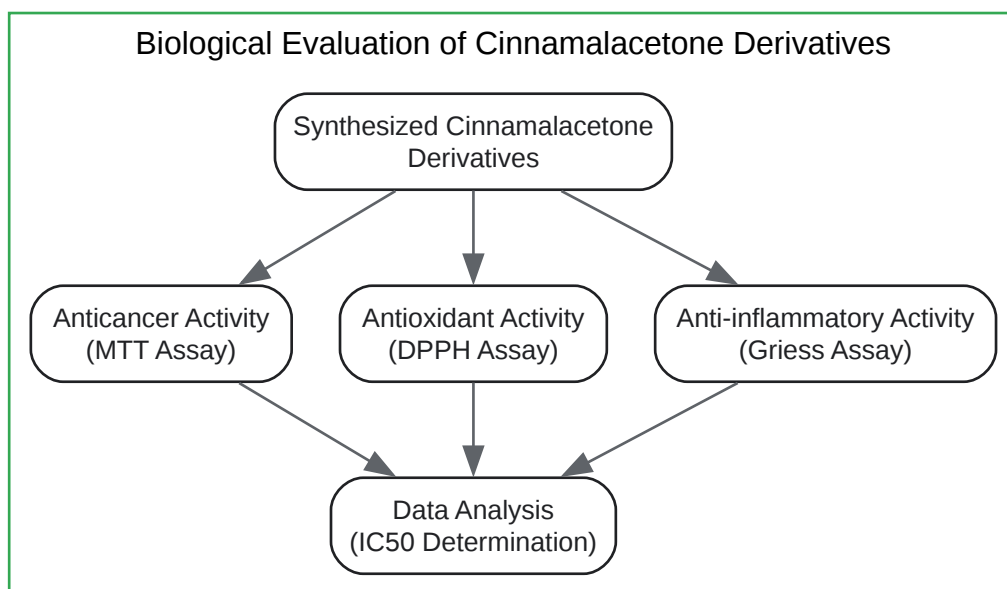 Biological Evaluation of Cinnamalacetone Derivatives
Synthesized Cinnamalacetone
Derivatives
Anticancer Activity
(MTT Assay)
Antioxidant Activity
(DPPH Assay)
Anti-inflammatory Activity
(Griess Assay)
Data Analysis
(IC50 Determination)